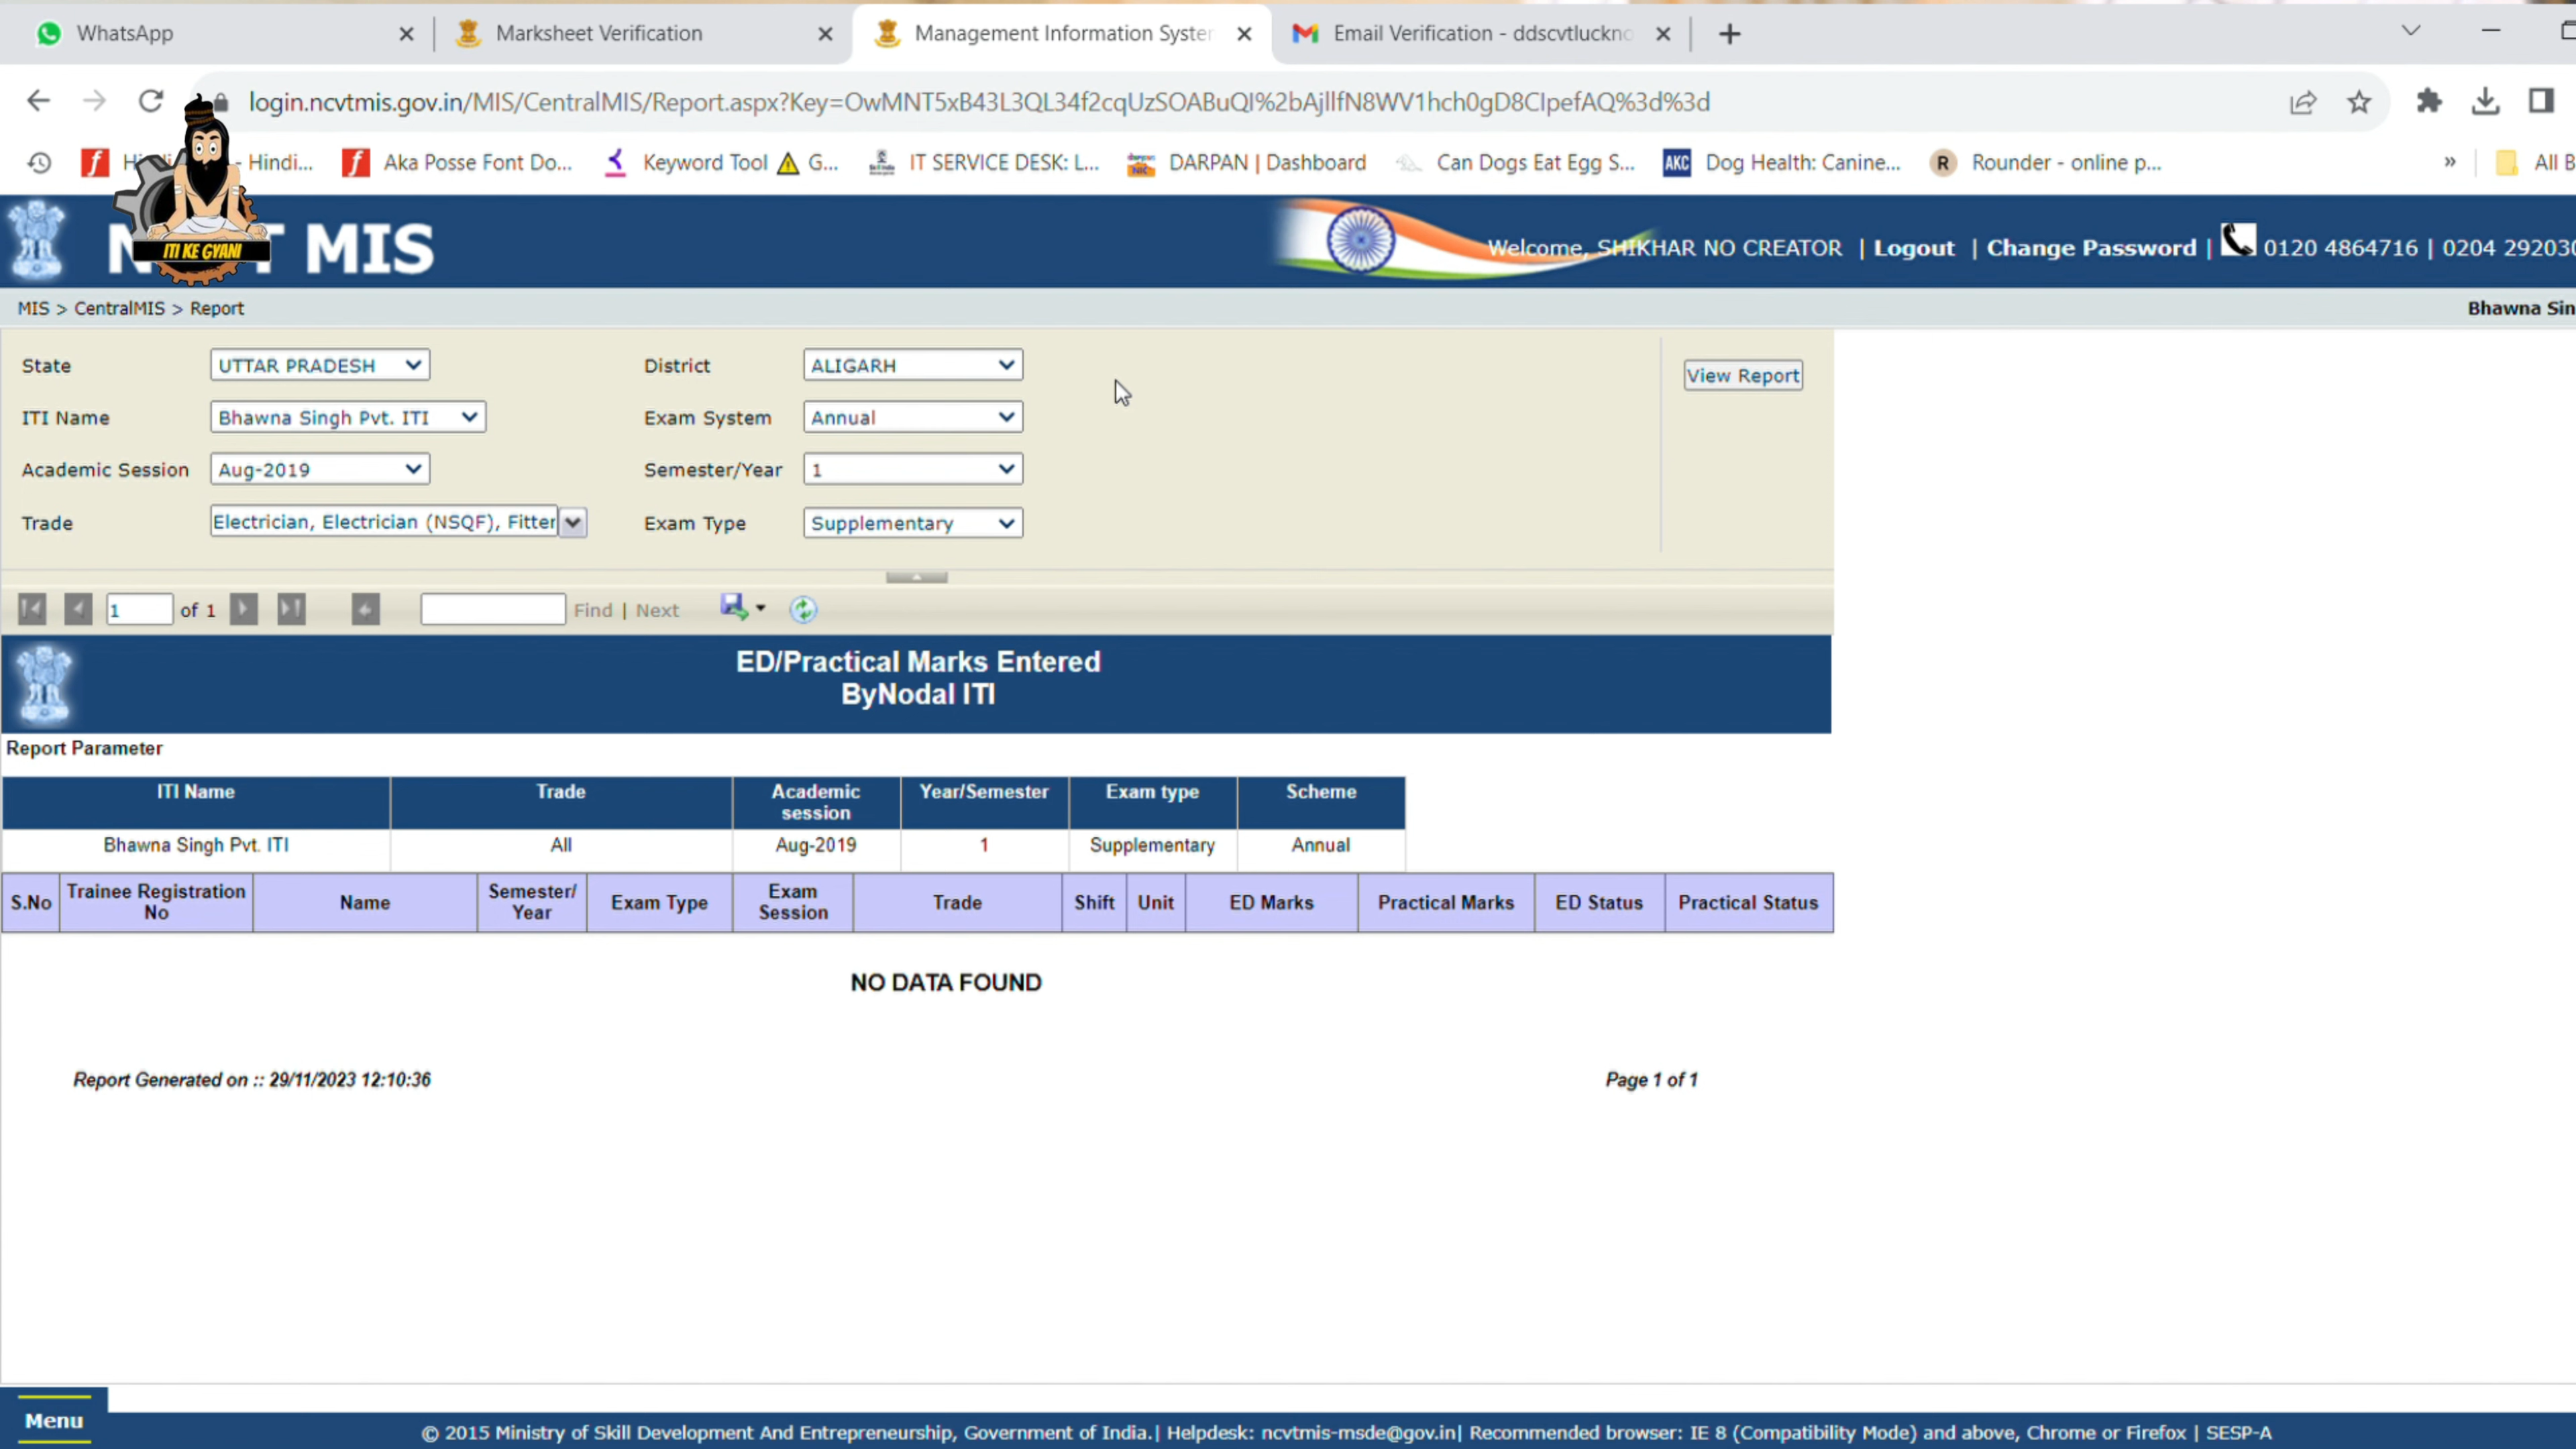 WhatsApp
Marksheet Verification
Management Information Syster
Email Verification - ddscvtluckno
login.ncvtmis.gov.in/MIS/CentralMIS/Report.aspx?Key=OwMNT5xB43L3QL34f2cqUzSOABuQI%2bAjllfN8WV1hch0gD8CIpefAQ%3d%3d
- Hindi...
Aka Posse Font Do...
Keyword Tool ⚠ G...
IT SERVICE DESK: L...
DARPAN | Dashboard
Can Dogs Eat Egg S...
AKC Dog Health: Canine...
R Rounder - online p...
» All B
ITI KE GYANI
MIS
Welcome, SHIKHAR NO CREATOR | Logout | Change Password | 0120 4864716 | 0204 292030
MIS > CentralMIS > Report
Bhawna Sin
State UTTAR PRADESH District ALIGARH
View Report
ITI Name Bhawna Singh Pvt. ITI Exam System Annual
Academic Session Aug-2019 Semester/Year 1
Trade Electrician, Electrician (NSQF), Fitter Exam Type Supplementary
1 of 1 Find | Next
ED/Practical Marks Entered
ByNodal ITI
Report Parameter
ITI Name Trade Academic session Year/Semester Exam type Scheme
Bhawna Singh Pvt. ITI All Aug-2019 1 Supplementary Annual
S.No Trainee Registration No Name Semester/ Year Exam Type Exam Session Trade Shift Unit ED Marks Practical Marks ED Status Practical Status
NO DATA FOUND
Report Generated on :: 29/11/2023 12:10:36
Page 1 of 1
Menu
© 2015 Ministry of Skill Development And Entrepreneurship, Government of India.| Helpdesk: ncvtmis-msde@gov.in| Recommended browser: IE 8 (Compatibility Mode) and above, Chrome or Firefox | SESP-A